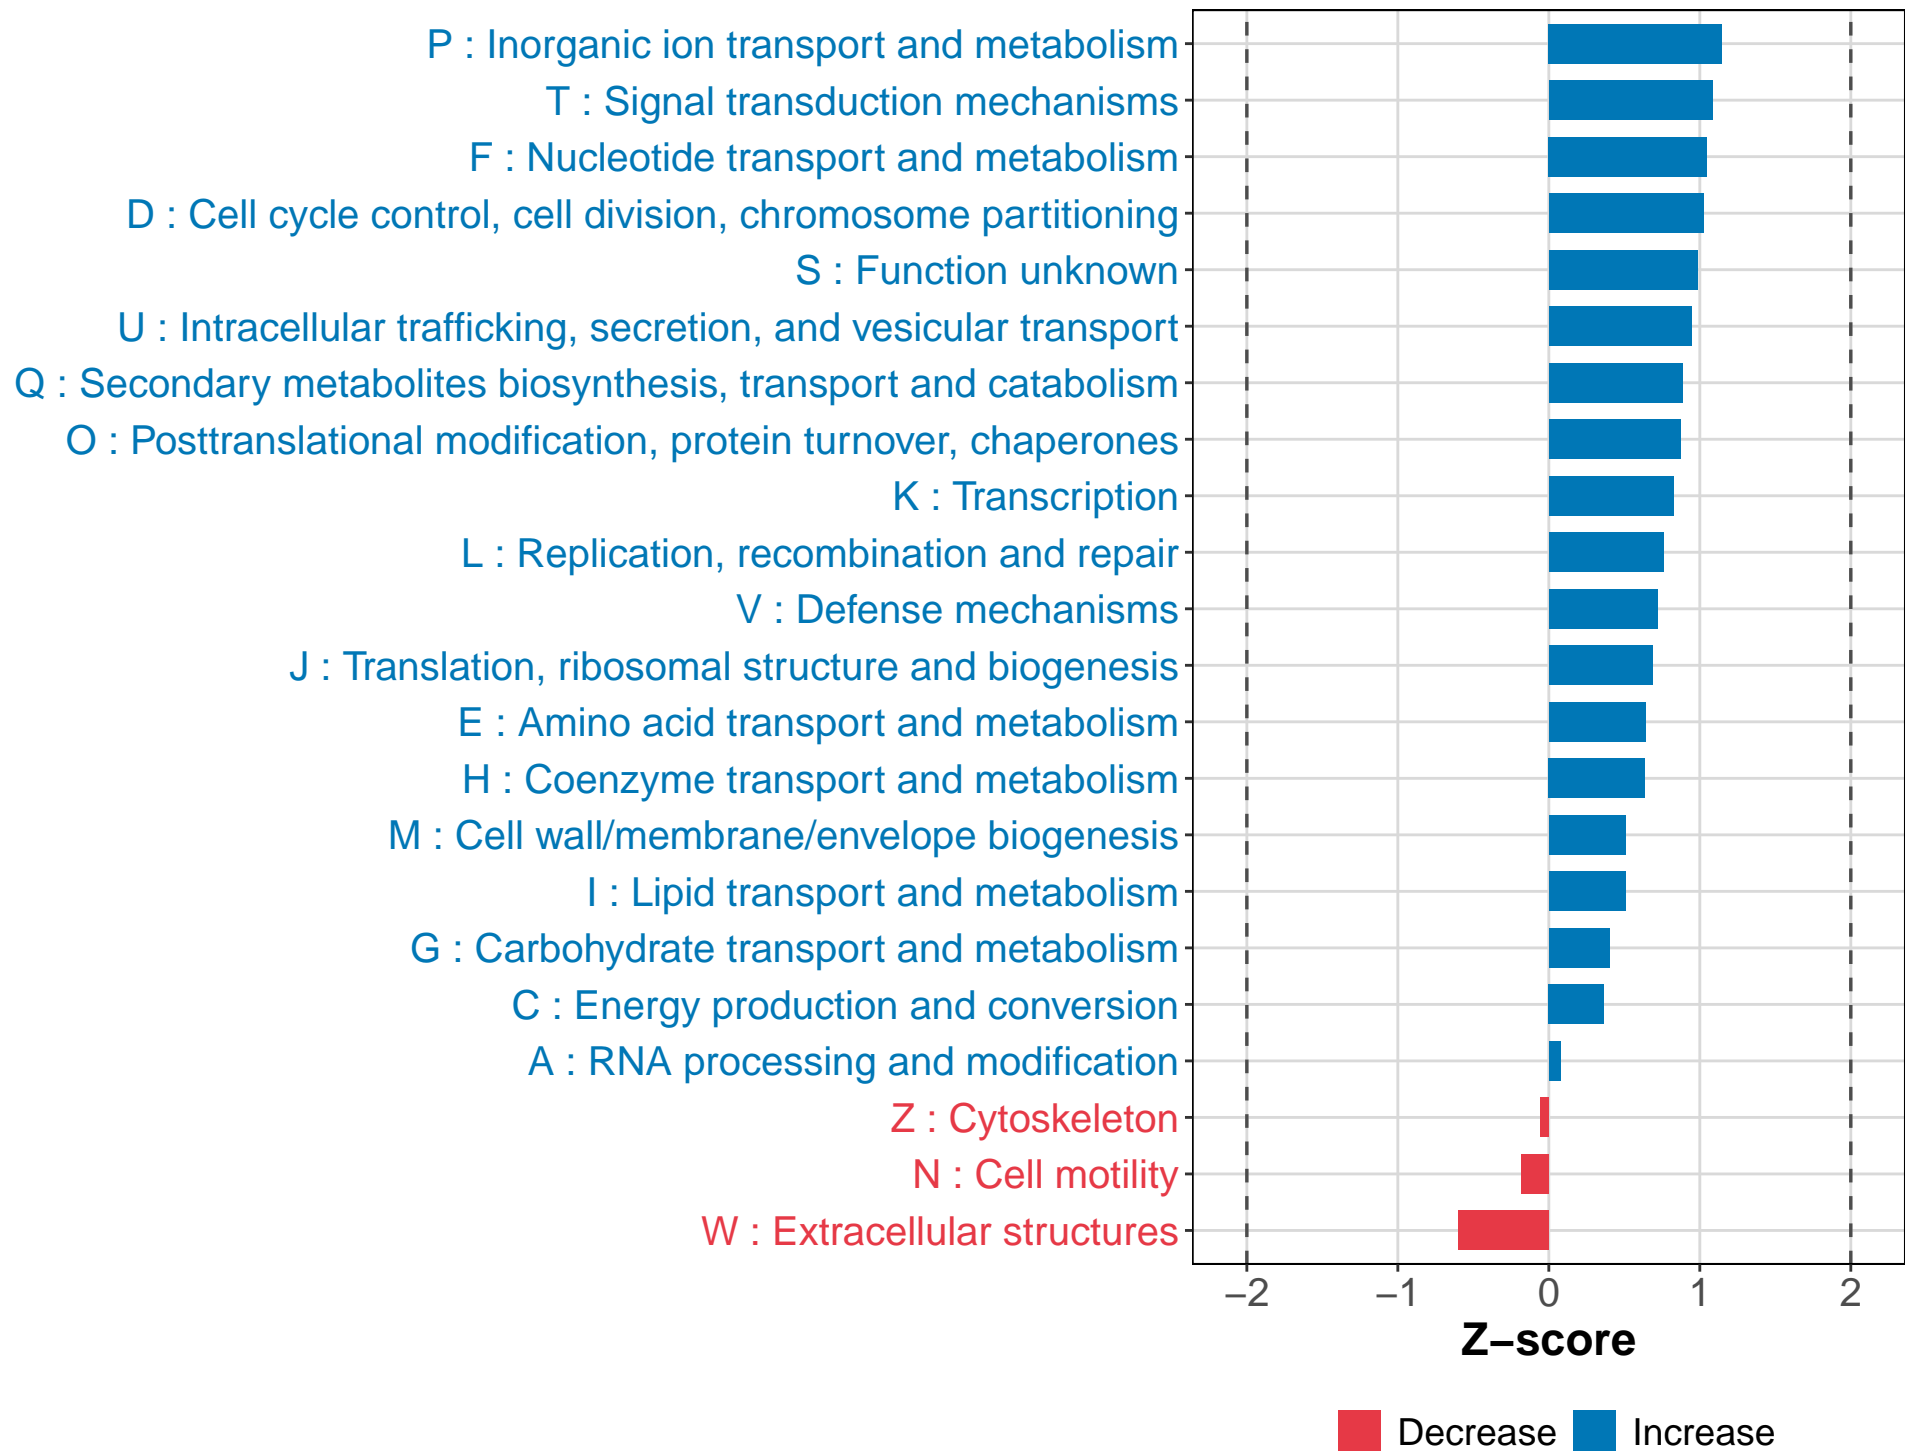 P : Inorganic ion transport and metabolism
T : Signal transduction mechanisms
F : Nucleotide transport and metabolism
D : Cell cycle control, cell division, chromosome partitioning
S : Function unknown
U : Intracellular trafficking, secretion, and vesicular transport
Q : Secondary metabolites biosynthesis, transport and catabolism
O : Posttranslational modification, protein turnover, chaperones
K : Transcription
L : Replication, recombination and repair
V : Defense mechanisms
J : Translation, ribosomal structure and biogenesis
E : Amino acid transport and metabolism
H : Coenzyme transport and metabolism
M : Cell wall/membrane/envelope biogenesis
I : Lipid transport and metabolism
G : Carbohydrate transport and metabolism
C : Energy production and conversion
A : RNA processing and modification
Z : Cytoskeleton
N : Cell motility
W : Extracellular structures
−2 −1 0 1 2
Z−score
Decrease Increase